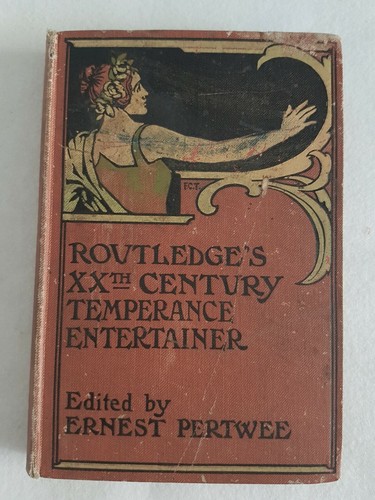 F.C.T.
ROUTLEDGE'S
XXTH CENTURY
TEMPERANCE
ENTERTAINER
Edited by
ERNEST PERTWEE